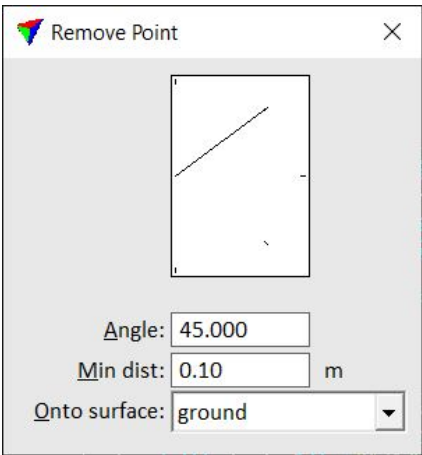 Remove Point
Angle: 45.000
Min dist: 0.10 m
Onto surface: ground